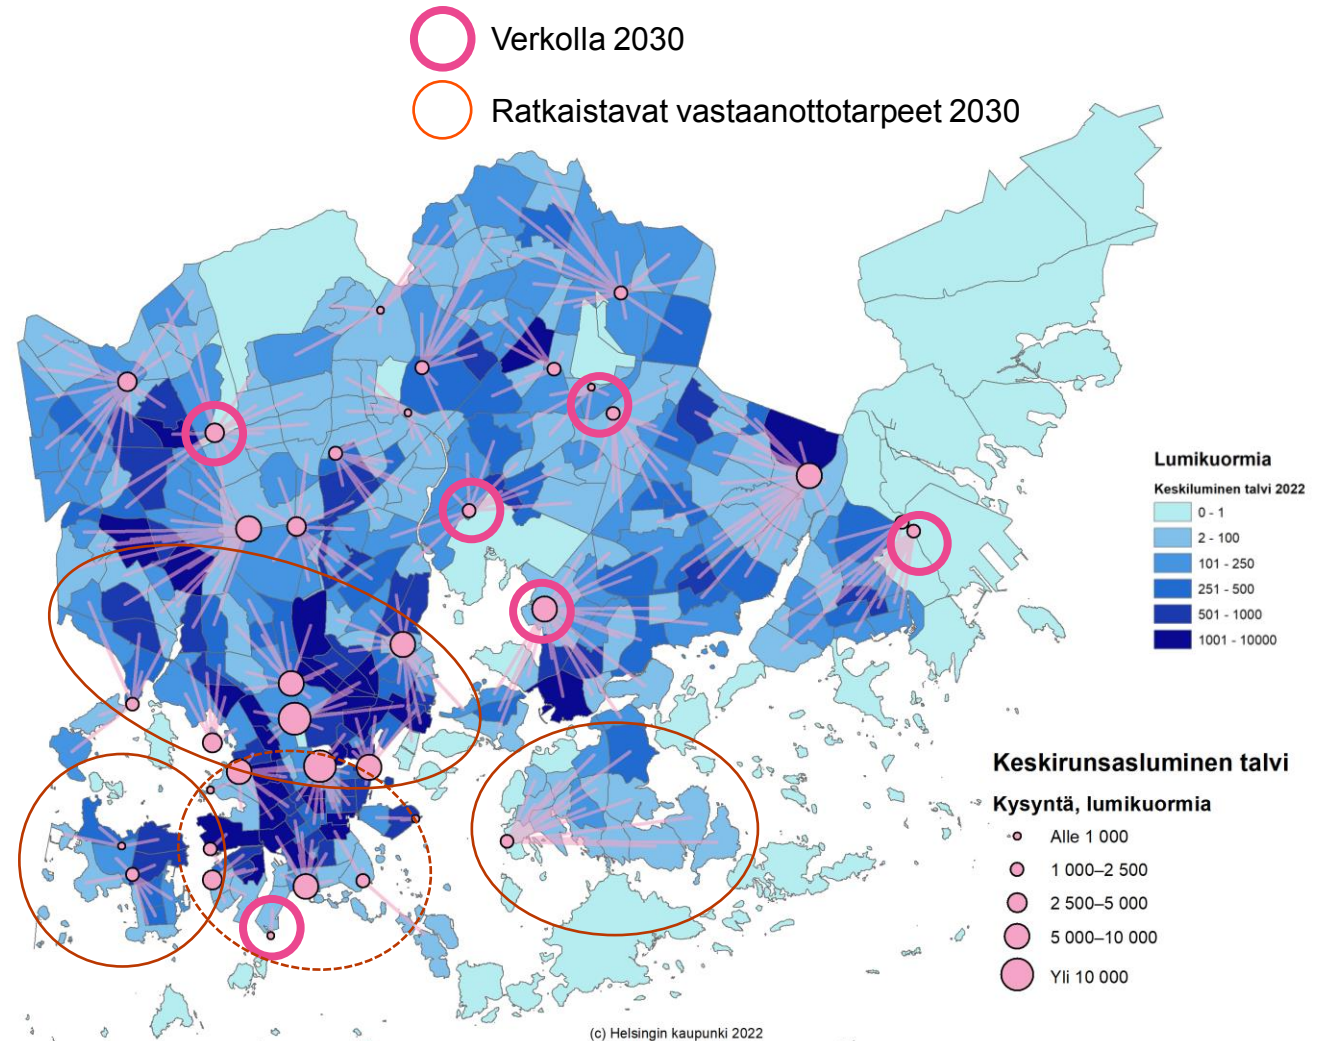 Verkolla 2030
Ratkaistavat vastaanottotarpeet 2030
Lumikuormia
Keskiluminen talvi 2022
0 - 1
2 - 100
101 - 250
251 - 500
501 - 1000
1001 - 10000
Keskirunsasluminen talvi
Kysyntä, lumikuormia
Alle 1 000
1 000–2 500
2 500–5 000
5 000–10 000
Yli 10 000
(c) Helsingin kaupunki 2022